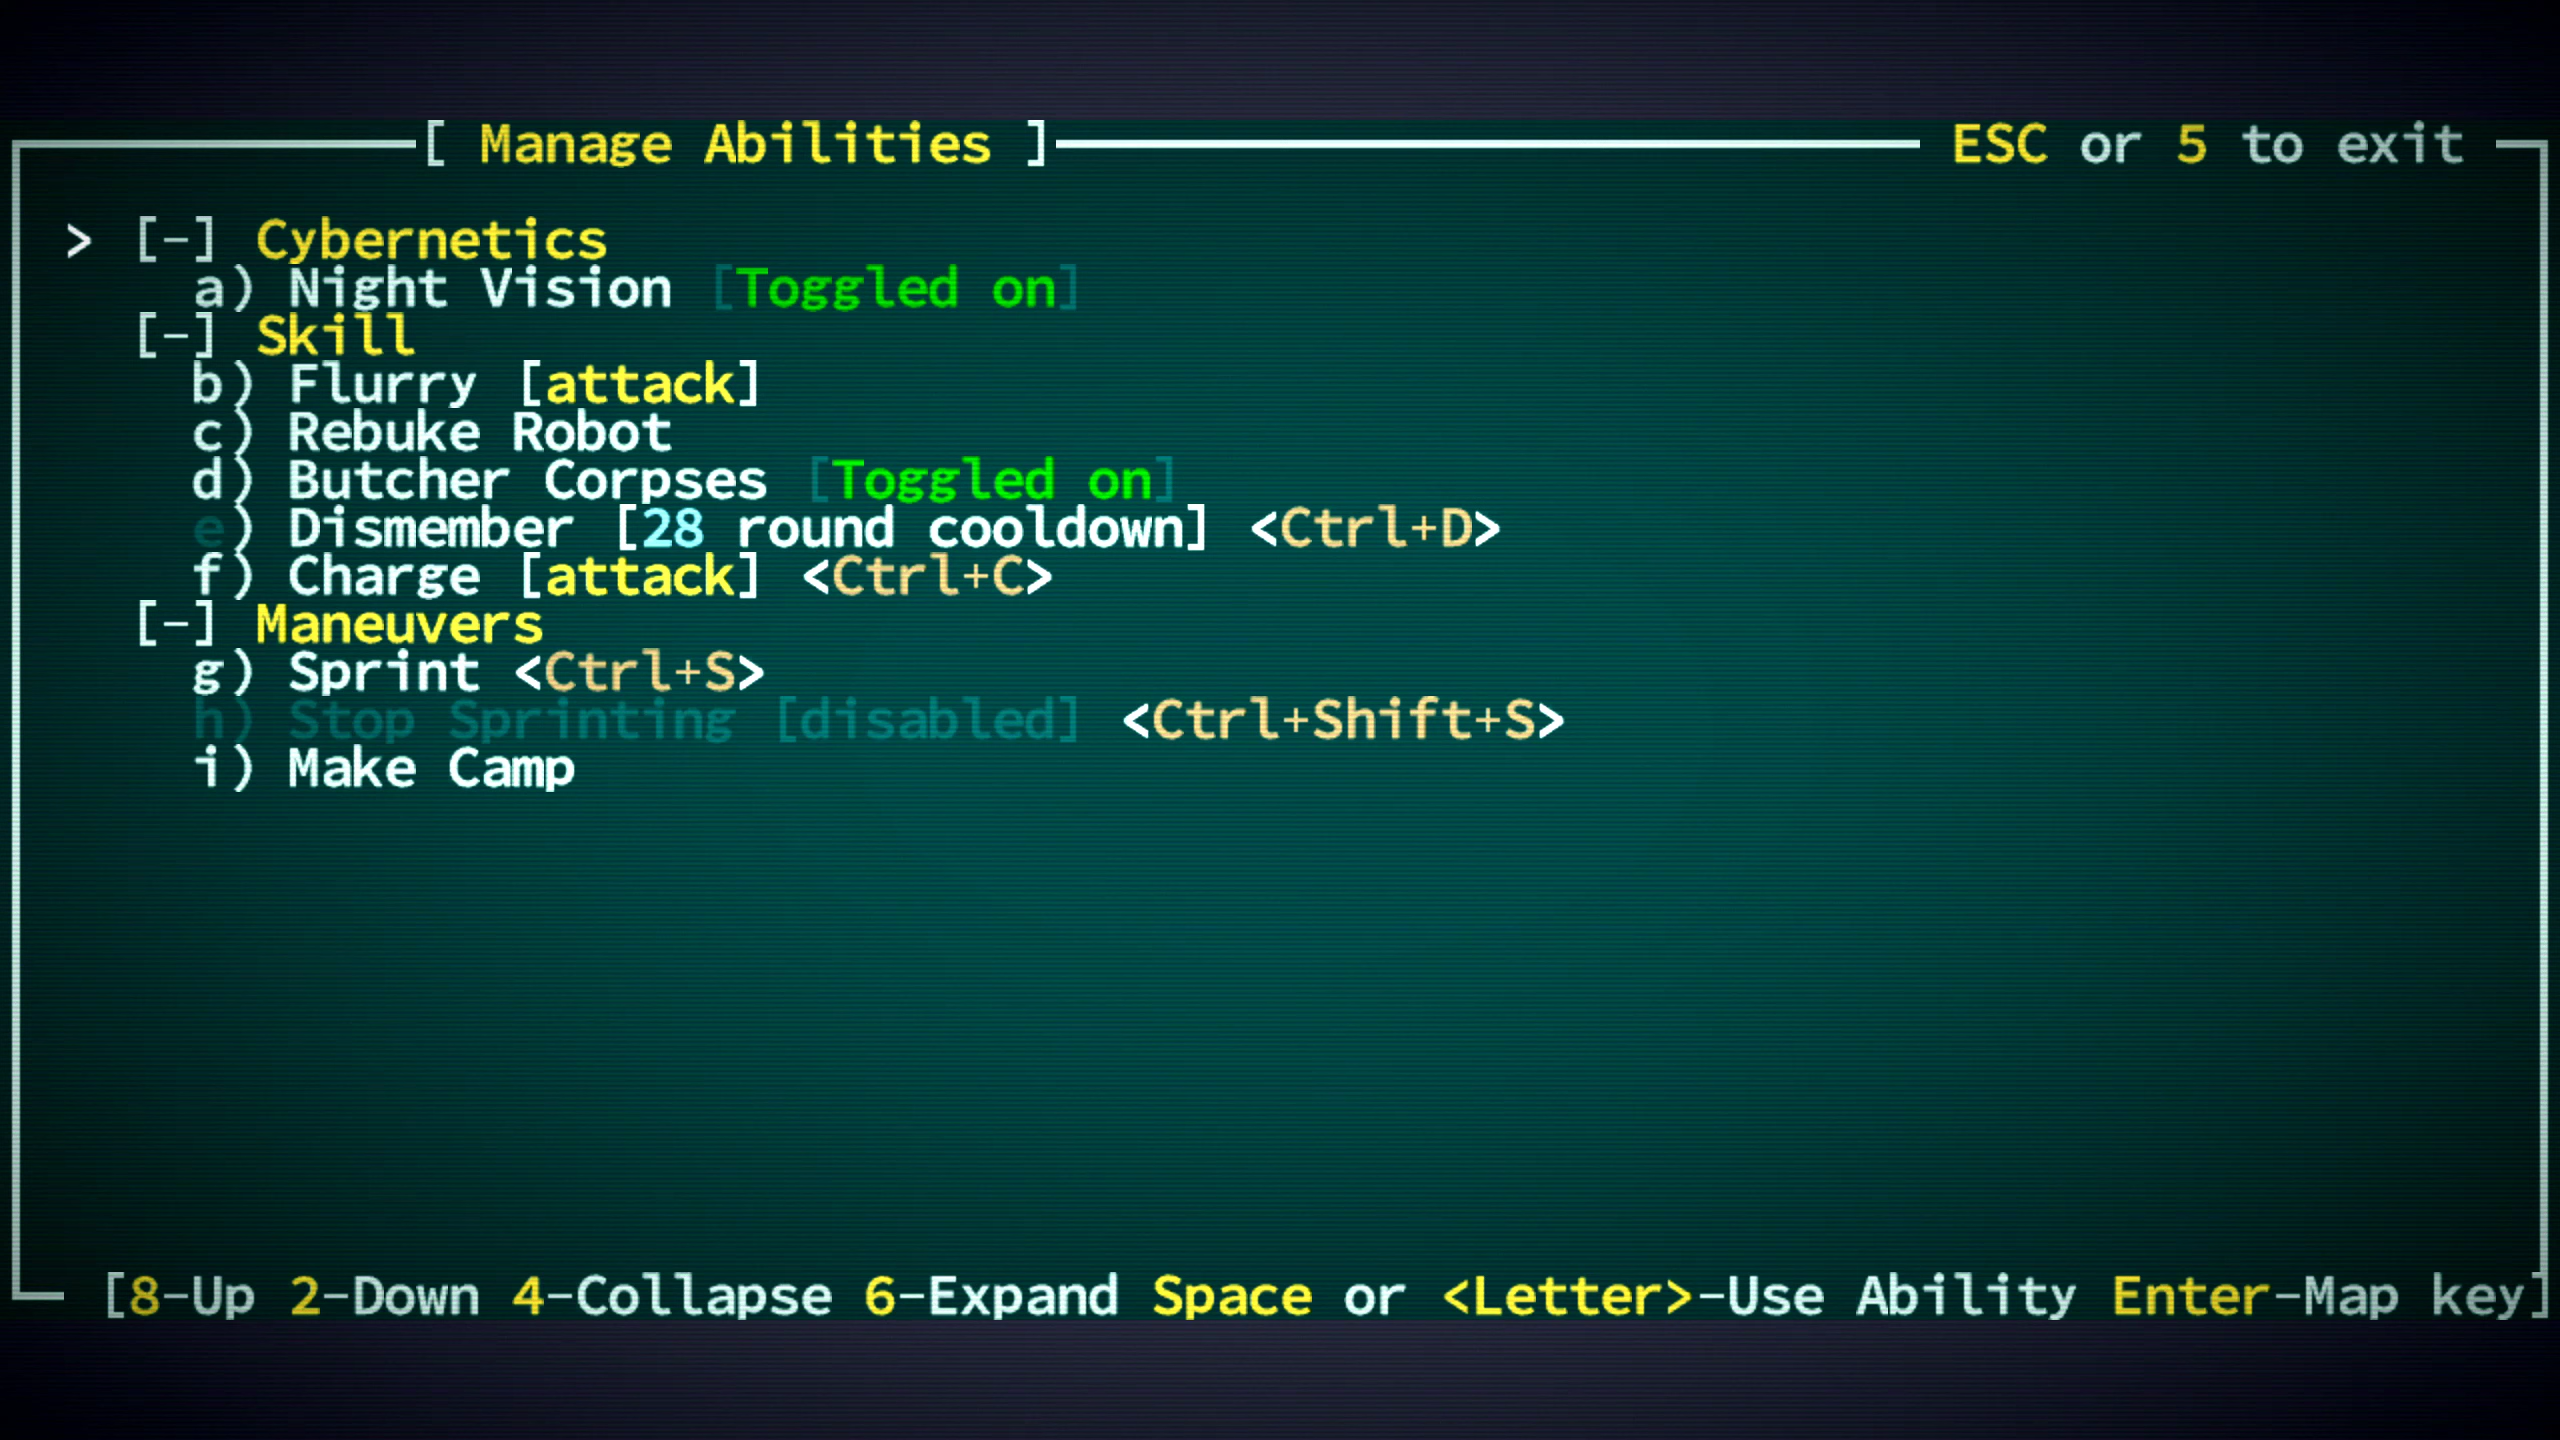 [ Manage Abilities ] ESC or 5 to exit
> [-] Cybernetics
a) Night Vision [Toggled on]
[-] Skill
b) Flurry [attack]
c) Rebuke Robot
d) Butcher Corpses [Toggled on]
e) Dismember [28 round cooldown] <Ctrl+D>
f) Charge [attack] <Ctrl+C>
[-] Maneuvers
g) Sprint <Ctrl+S>
h) Stop Sprinting [disabled] <Ctrl+Shift+S>
i) Make Camp
[8-Up 2-Down 4-Collapse 6-Expand Space or <Letter>-Use Ability Enter-Map key]